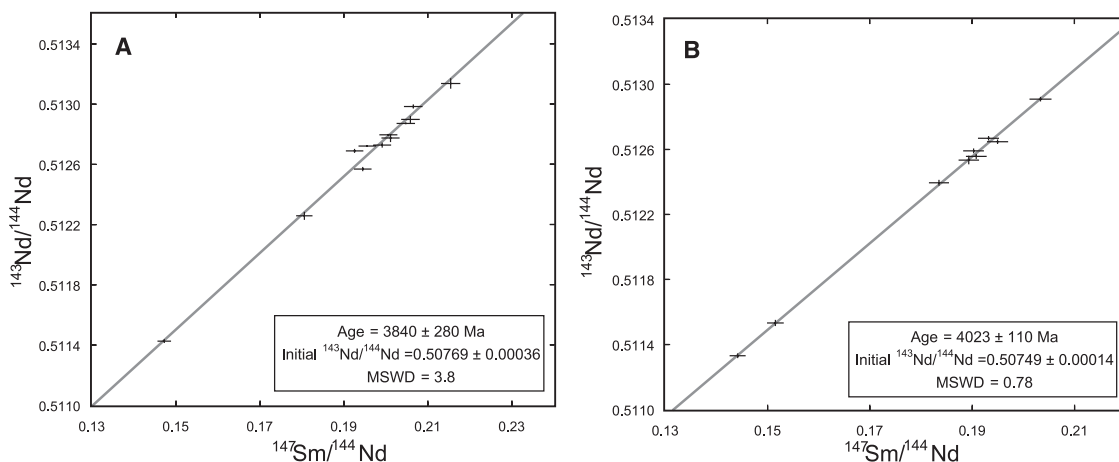 A
0.5134
0.5130
0.5126
0.5122
0.5118
0.5114
0.5110
143Nd/144Nd
Age = 3840 ± 280 Ma
Initial 143Nd/144Nd = 0.50769 ± 0.00036
MSWD = 3.8
0.13 0.15 0.17 0.19 0.21 0.23
147Sm/144Nd
B
0.5134
0.5130
0.5126
0.5122
0.5118
0.5114
0.5110
143Nd/144Nd
Age = 4023 ± 110 Ma
Initial 143Nd/144Nd =0.50749 ± 0.00014
MSWD = 0.78
0.13 0.15 0.17 0.19 0.21
147Sm/144Nd